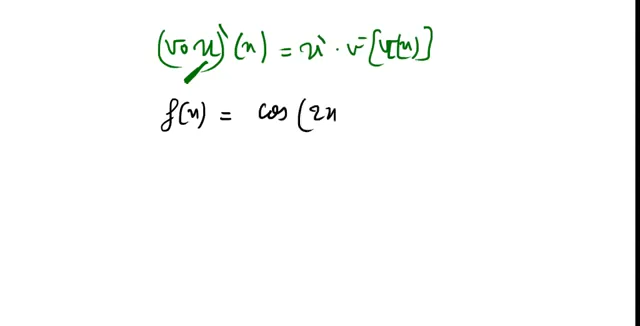 (v∘u)'(x) = u' · v'[u(x)]
f(x) = cos (2x